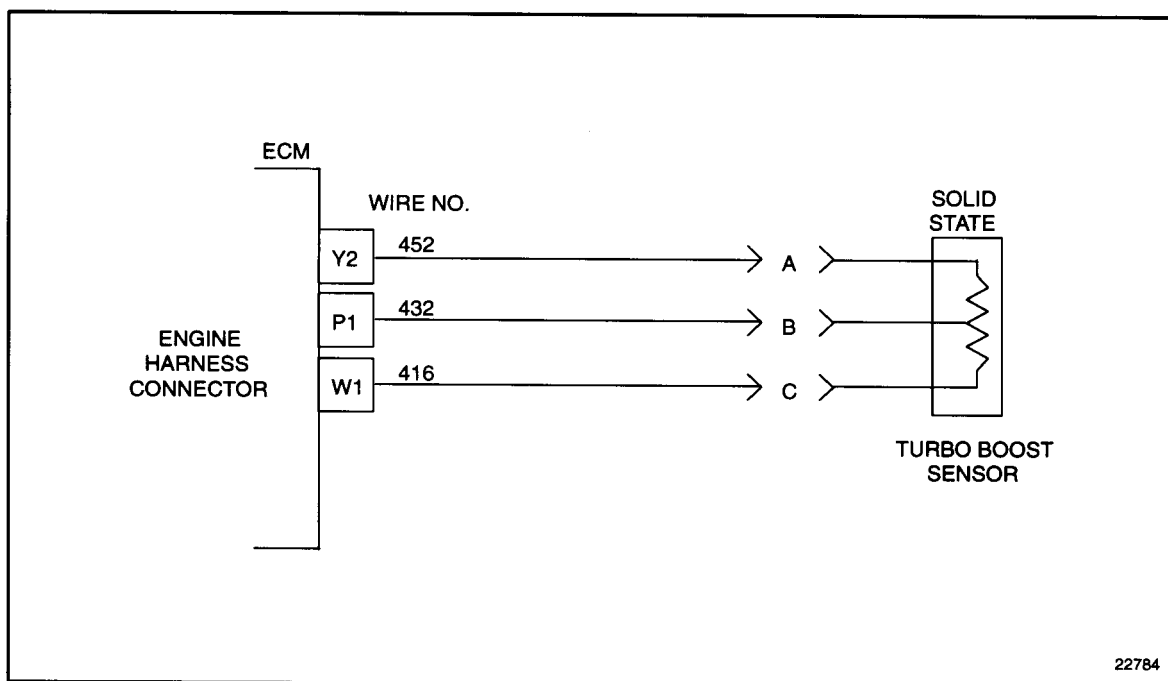 ECM
WIRE NO.
SOLID
STATE
Y2 452 A
P1 432 B
W1 416 C
ENGINE
HARNESS
CONNECTOR
TURBO BOOST
SENSOR
22784